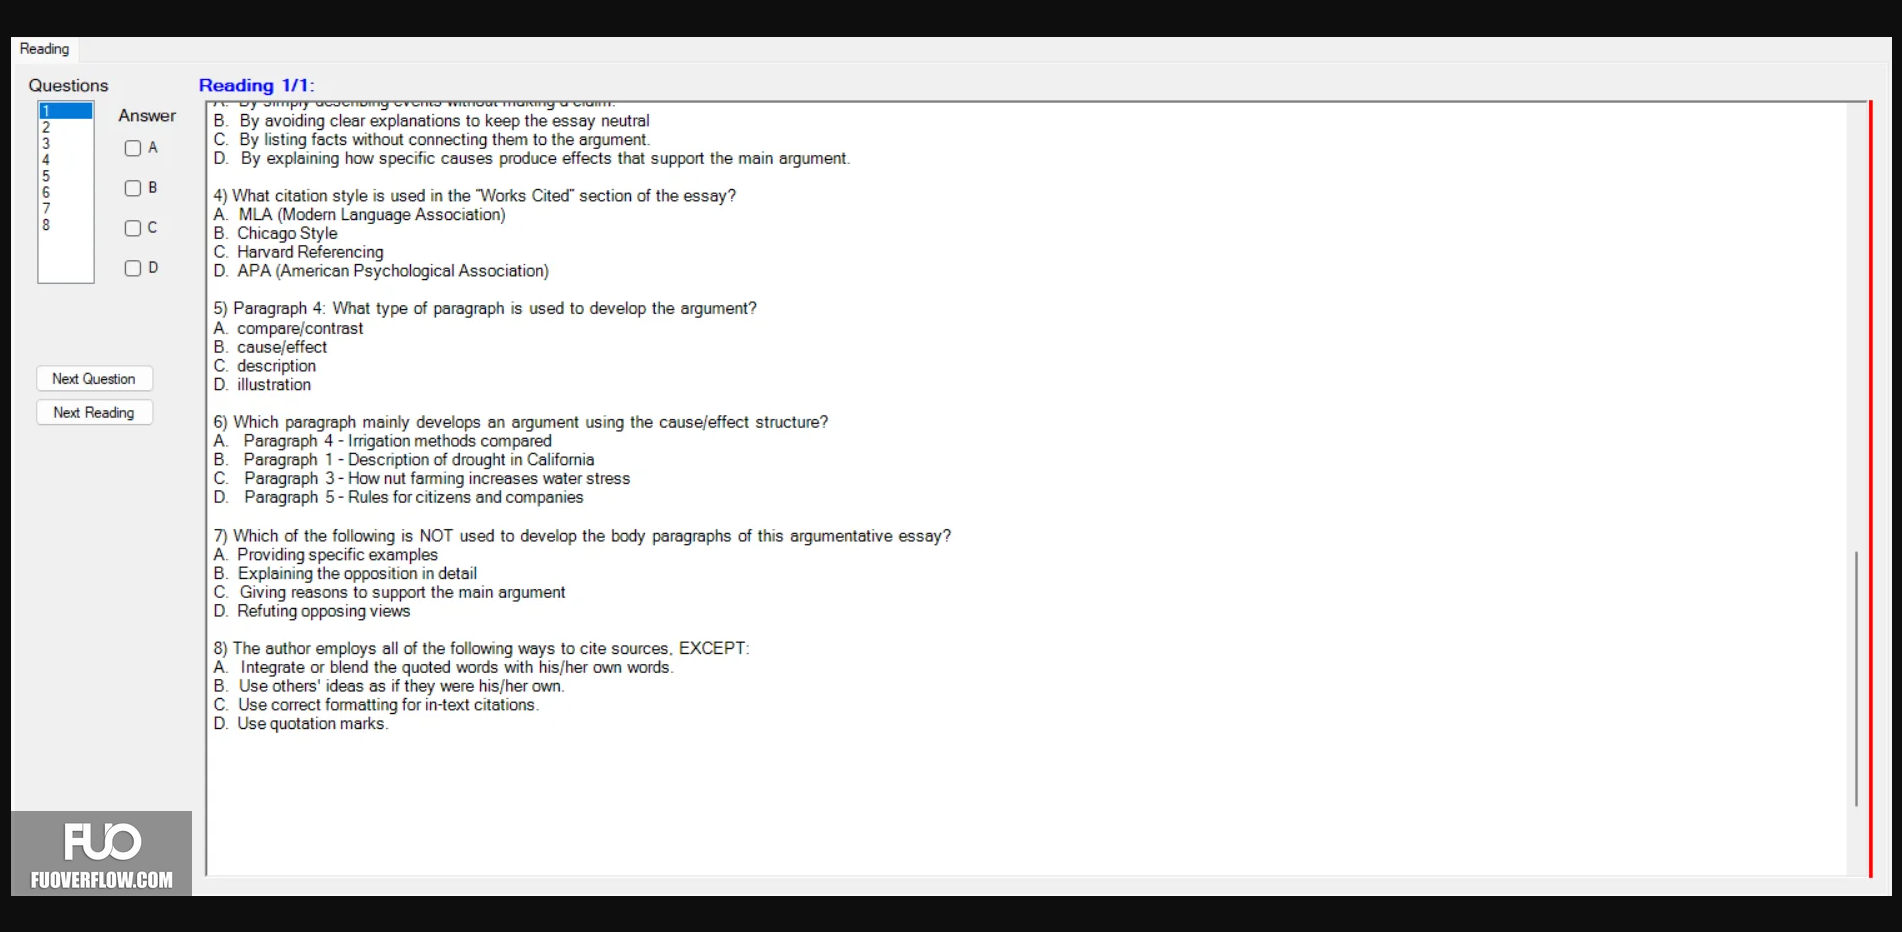 Reading
Questions
Reading 1/1:
1
2
3
4
5
6
7
8
Answer
A
B
C
D
Next Question
Next Reading
A. By simply describing events without making a claim.
B. By avoiding clear explanations to keep the essay neutral
C. By listing facts without connecting them to the argument.
D. By explaining how specific causes produce effects that support the main argument.
4) What citation style is used in the "Works Cited" section of the essay?
A. MLA (Modern Language Association)
B. Chicago Style
C. Harvard Referencing
D. APA (American Psychological Association)
5) Paragraph 4: What type of paragraph is used to develop the argument?
A. compare/contrast
B. cause/effect
C. description
D. illustration
6) Which paragraph mainly develops an argument using the cause/effect structure?
A. Paragraph 4 - Irrigation methods compared
B. Paragraph 1 - Description of drought in California
C. Paragraph 3 - How nut farming increases water stress
D. Paragraph 5 - Rules for citizens and companies
7) Which of the following is NOT used to develop the body paragraphs of this argumentative essay?
A. Providing specific examples
B. Explaining the opposition in detail
C. Giving reasons to support the main argument
D. Refuting opposing views
8) The author employs all of the following ways to cite sources, EXCEPT:
A. Integrate or blend the quoted words with his/her own words.
B. Use others' ideas as if they were his/her own.
C. Use correct formatting for in-text citations.
D. Use quotation marks.
FUO
FUOVERFLOW.COM